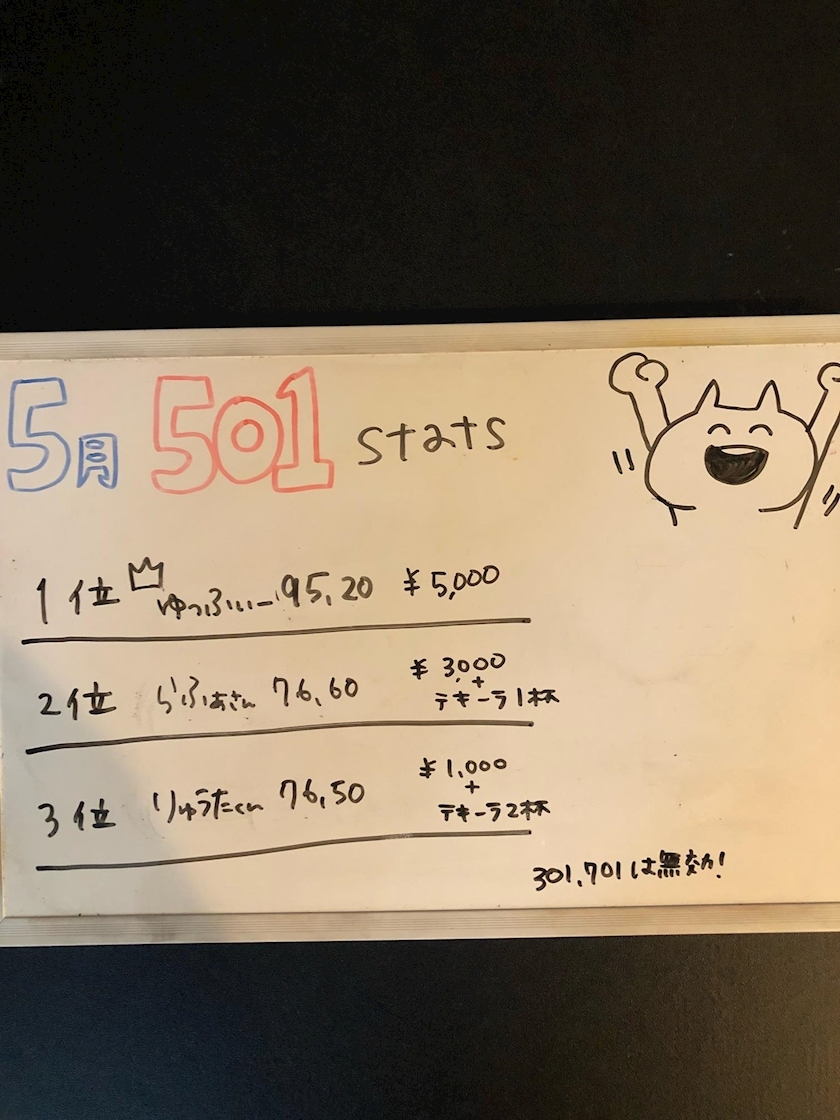 5月 501 stats
1位 ゆっふぃー 95.20 ¥5,000
2位 らふぁさん 76.60 ¥3,000
+
テキーラ1杯
3位 りゅうたくん 76.50 ¥1,000
+
テキーラ2杯
301,701は無効!